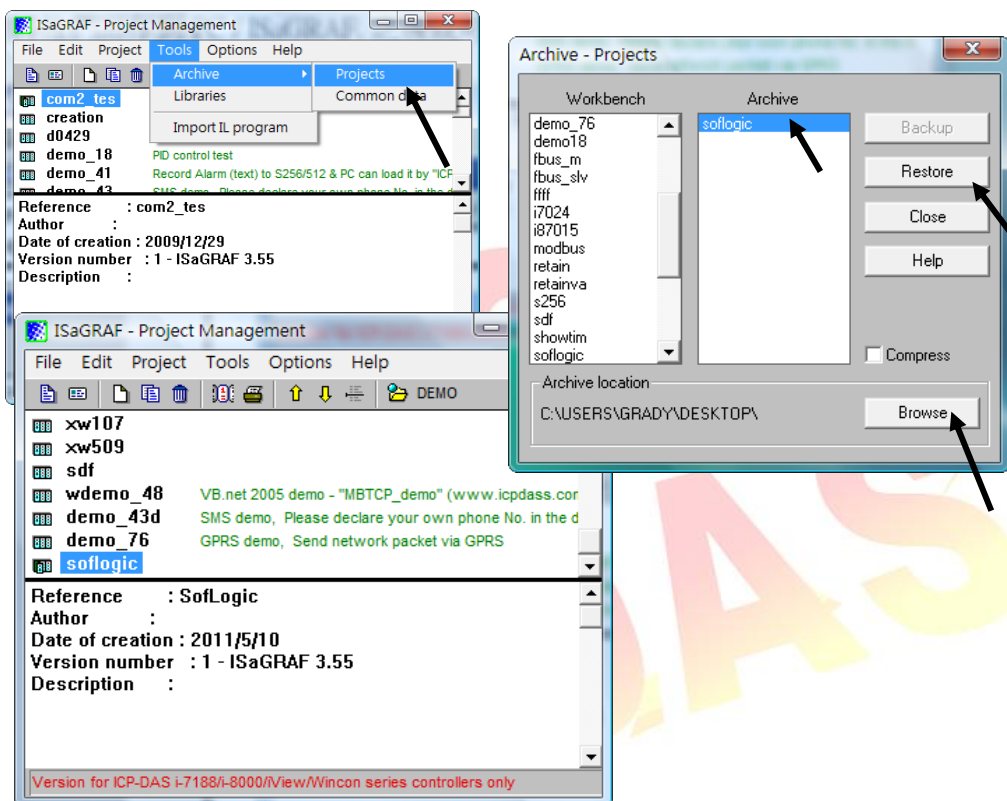 ISaGRAF - Project Management
File Edit Project Tools Options Help
Archive
Libraries
Import IL program
Projects
Common data
com2_tes
creation
d0429
demo_18 PID control test
demo_41 Record Alarm (text) to S256/512 & PC can load it by "ICP
demo_43 SMS demo, Please declare your own phone No. in the d
Reference : com2_tes
Author :
Date of creation : 2009/12/29
Version number : 1 - ISaGRAF 3.55
Description :
Archive - Projects
Workbench
demo_76
demo18
fbus_m
fbus_slv
ffff
i7024
i87015
modbus
retain
retainva
s256
sdf
showtim
soflogic
Archive
soflogic
Backup
Restore
Close
Help
Compress
Archive location
C:\USERS\GRADY\DESKTOP\
Browse
ISaGRAF - Project Management
File Edit Project Tools Options Help
DEMO
xw107
xw509
sdf
wdemo_48 VB.net 2005 demo - "MBTCP_demo" (www.icpdass.cor
demo_43d SMS demo, Please declare your own phone No. in the d
demo_76 GPRS demo, Send network packet via GPRS
soflogic
Reference : SofLogic
Author :
Date of creation : 2011/5/10
Version number : 1 - ISaGRAF 3.55
Description :
Version for ICP-DAS i-7188/i-8000/iView/Wincon series controllers only